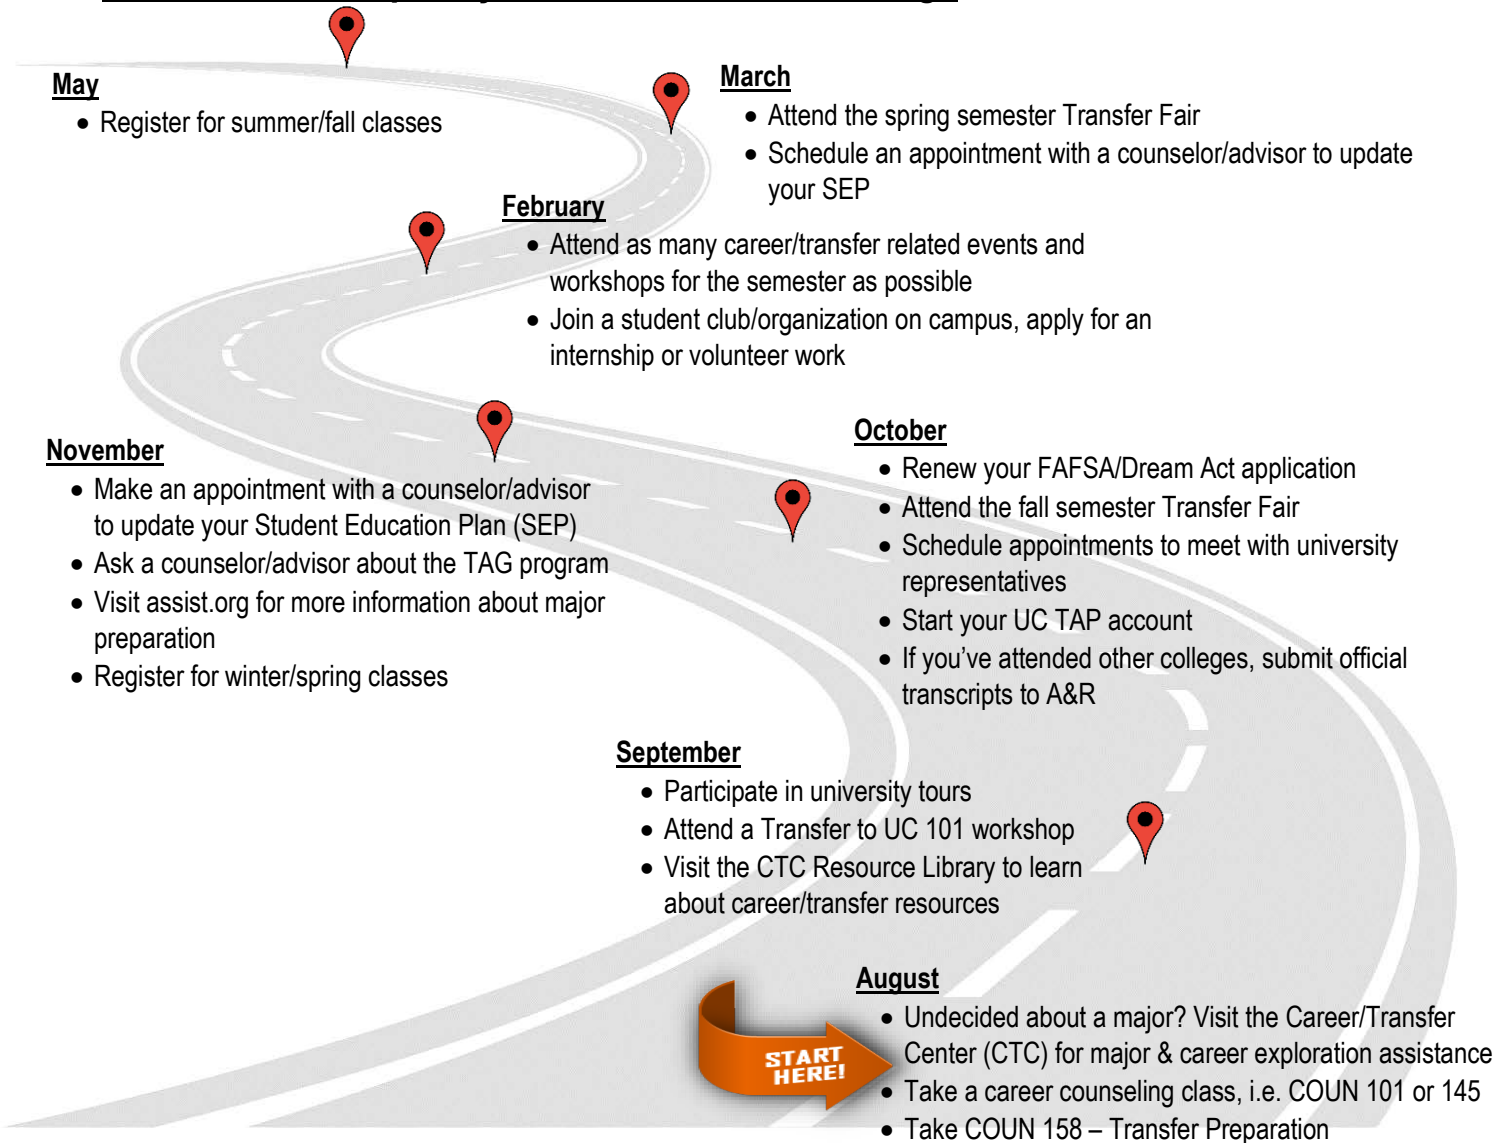 May
• Register for summer/fall classes
March
• Attend the spring semester Transfer Fair
• Schedule an appointment with a counselor/advisor to update
your SEP
February
• Attend as many career/transfer related events and
workshops for the semester as possible
• Join a student club/organization on campus, apply for an
internship or volunteer work
November
• Make an appointment with a counselor/advisor
to update your Student Education Plan (SEP)
• Ask a counselor/advisor about the TAG program
• Visit assist.org for more information about major
preparation
• Register for winter/spring classes
October
• Renew your FAFSA/Dream Act application
• Attend the fall semester Transfer Fair
• Schedule appointments to meet with university
representatives
• Start your UC TAP account
• If you’ve attended other colleges, submit official
transcripts to A&R
September
• Participate in university tours
• Attend a Transfer to UC 101 workshop
• Visit the CTC Resource Library to learn
about career/transfer resources
START
HERE!
August
• Undecided about a major? Visit the Career/Transfer
Center (CTC) for major & career exploration assistance
• Take a career counseling class, i.e. COUN 101 or 145
• Take COUN 158 – Transfer Preparation